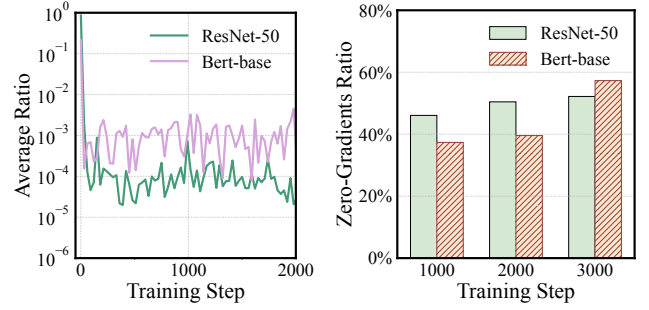 Average Ratio
10^0
10^-1
10^-2
10^-3
10^-4
10^-5
10^-6
ResNet-50
Bert-base
0 1000 2000
Training Step
Zero-Gradients Ratio
80%
60%
40%
20%
0%
ResNet-50
Bert-base
1000 2000 3000
Training Step